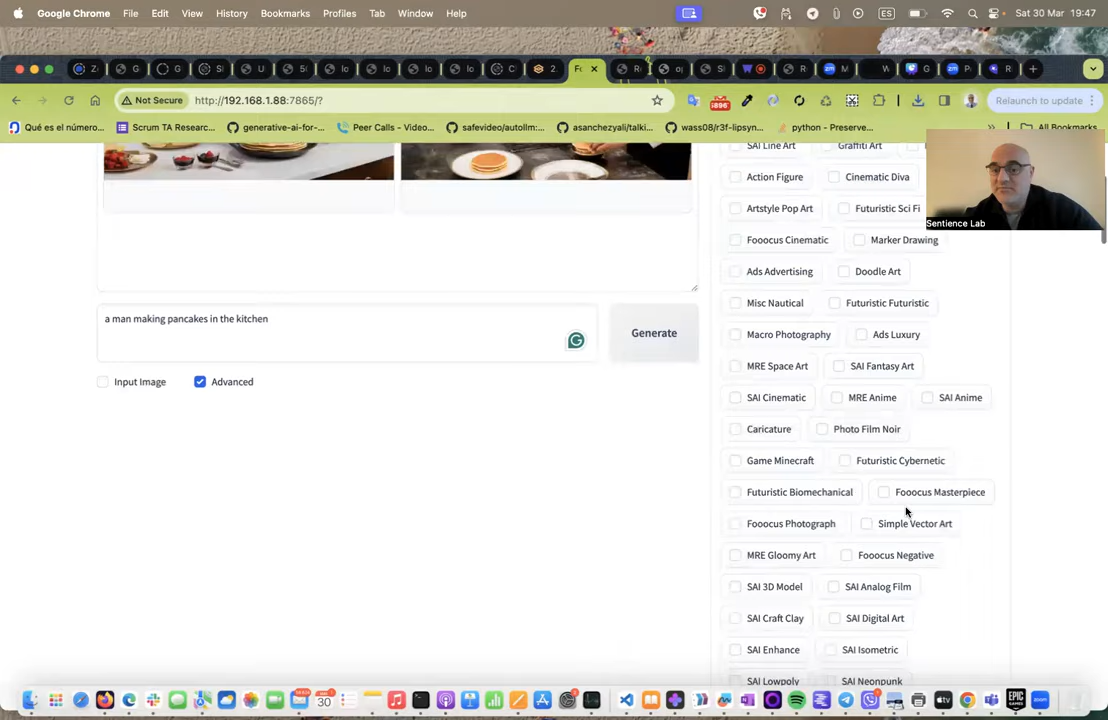 Google Chrome File Edit View History Bookmarks Profiles Tab Window Help ES Sat 30 Mar 19:47
Not Secure http://192.168.1.88:7865/? Relaunch to update
Qué es el número... Scrum TA Researc... generative-ai-for-... Peer Calls - Video... safevideo/autollm:... asanchezyali/talki... wass08/r3f-lipsyn... python - Preserve... All Bookmarks
SAI Line Art Graffiti Art
Action Figure Cinematic Diva
Sentience Lab
Artstyle Pop Art Futuristic Sci Fi
Fooocus Cinematic Marker Drawing
Ads Advertising Doodle Art
Misc Nautical Futuristic Futuristic
a man making pancakes in the kitchen
Generate
Macro Photography Ads Luxury
MRE Space Art SAI Fantasy Art
Input Image Advanced
SAI Cinematic MRE Anime SAI Anime
Caricature Photo Film Noir
Game Minecraft Futuristic Cybernetic
Futuristic Biomechanical Fooocus Masterpiece
Fooocus Photograph Simple Vector Art
MRE Gloomy Art Fooocus Negative
SAI 3D Model SAI Analog Film
SAI Craft Clay SAI Digital Art
SAI Enhance SAI Isometric
SAI Lowpoly SAI Neonpunk